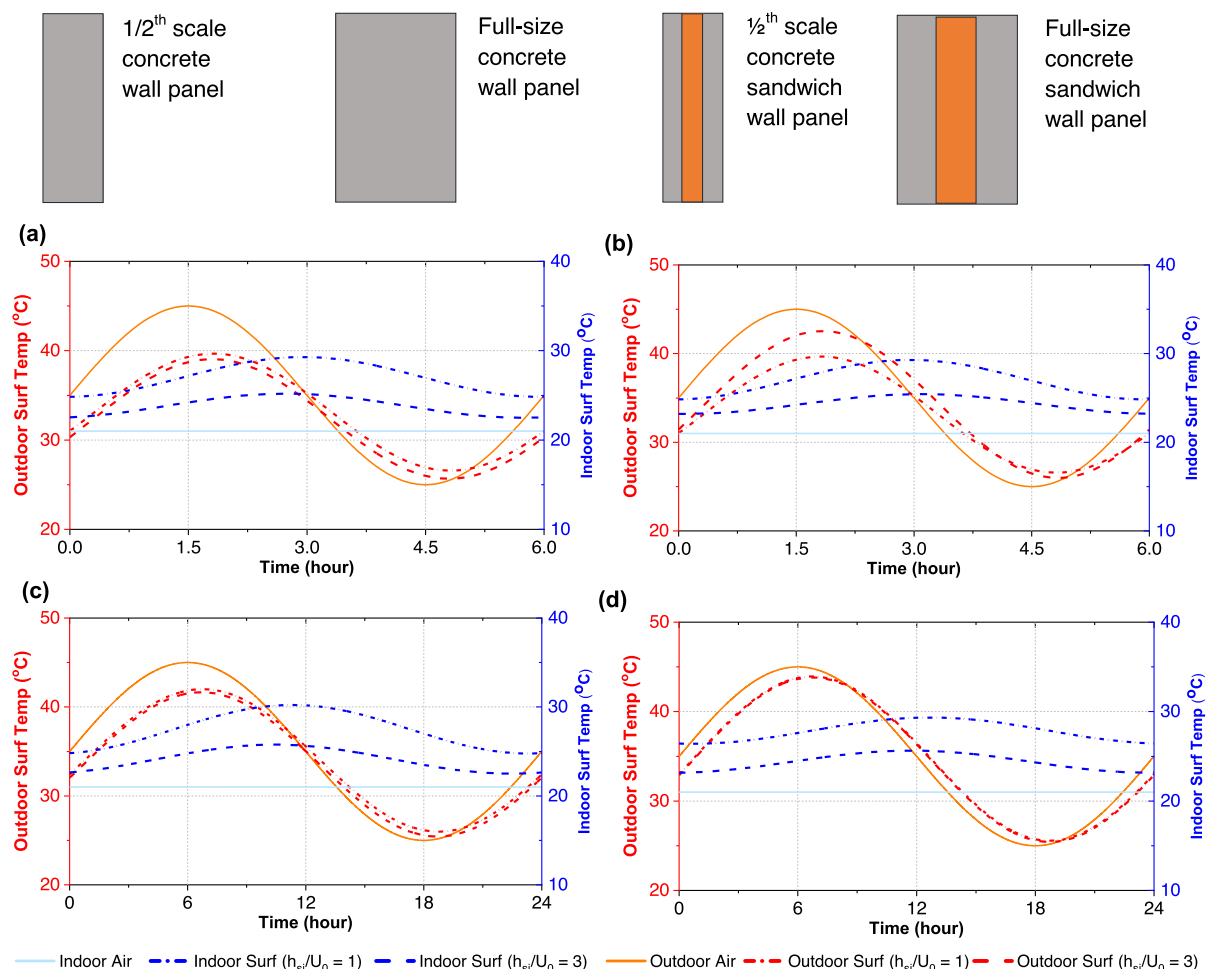 1/2th scale
concrete
wall panel
Full-size
concrete
wall panel
½th scale
concrete
sandwich
wall panel
Full-size
concrete
sandwich
wall panel
(a)
50
40
30
20
Outdoor Surf Temp (°C)
40
30
20
10
Indoor Surf Temp (°C)
0.0 1.5 3.0 4.5 6.0
Time (hour)
(b)
50
40
30
20
Outdoor Surf Temp (°C)
40
30
20
10
Indoor Surf Temp (°C)
0.0 1.5 3.0 4.5 6.0
Time (hour)
(c)
50
40
30
20
Outdoor Surf Temp (°C)
40
30
20
10
Indoor Surf Temp (°C)
0 6 12 18 24
Time (hour)
(d)
50
40
30
20
Outdoor Surf Temp (°C)
40
30
20
10
Indoor Surf Temp (°C)
0 6 12 18 24
Time (hour)
Indoor Air Indoor Surf (hsi/U0 = 1) Indoor Surf (hsi/U0 = 3) Outdoor Air Outdoor Surf (hsi/U0 = 1) Outdoor Surf (hsi/U0 = 3)